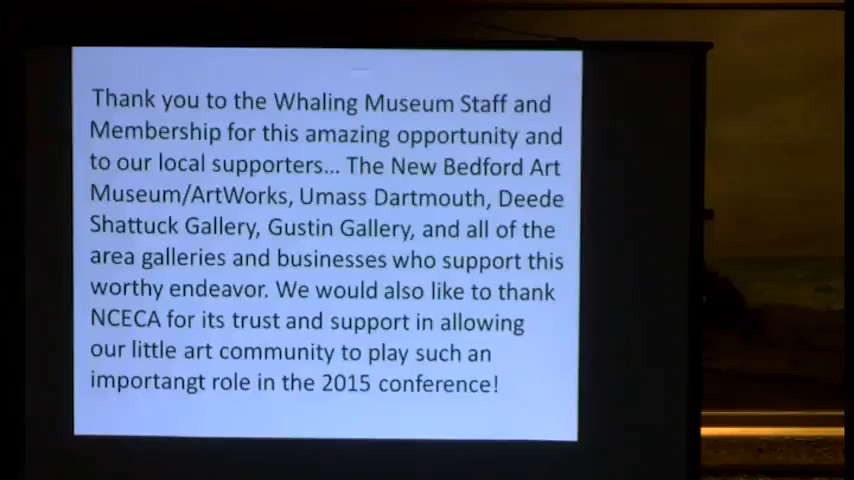 Thank you to the Whaling Museum Staff and
Membership for this amazing opportunity and
to our local supporters... The New Bedford Art
Museum/ArtWorks, Umass Dartmouth, Deede
Shattuck Gallery, Gustin Gallery, and all of the
area galleries and businesses who support this
worthy endeavor. We would also like to thank
NCECA for its trust and support in allowing
our little art community to play such an
importangt role in the 2015 conference!